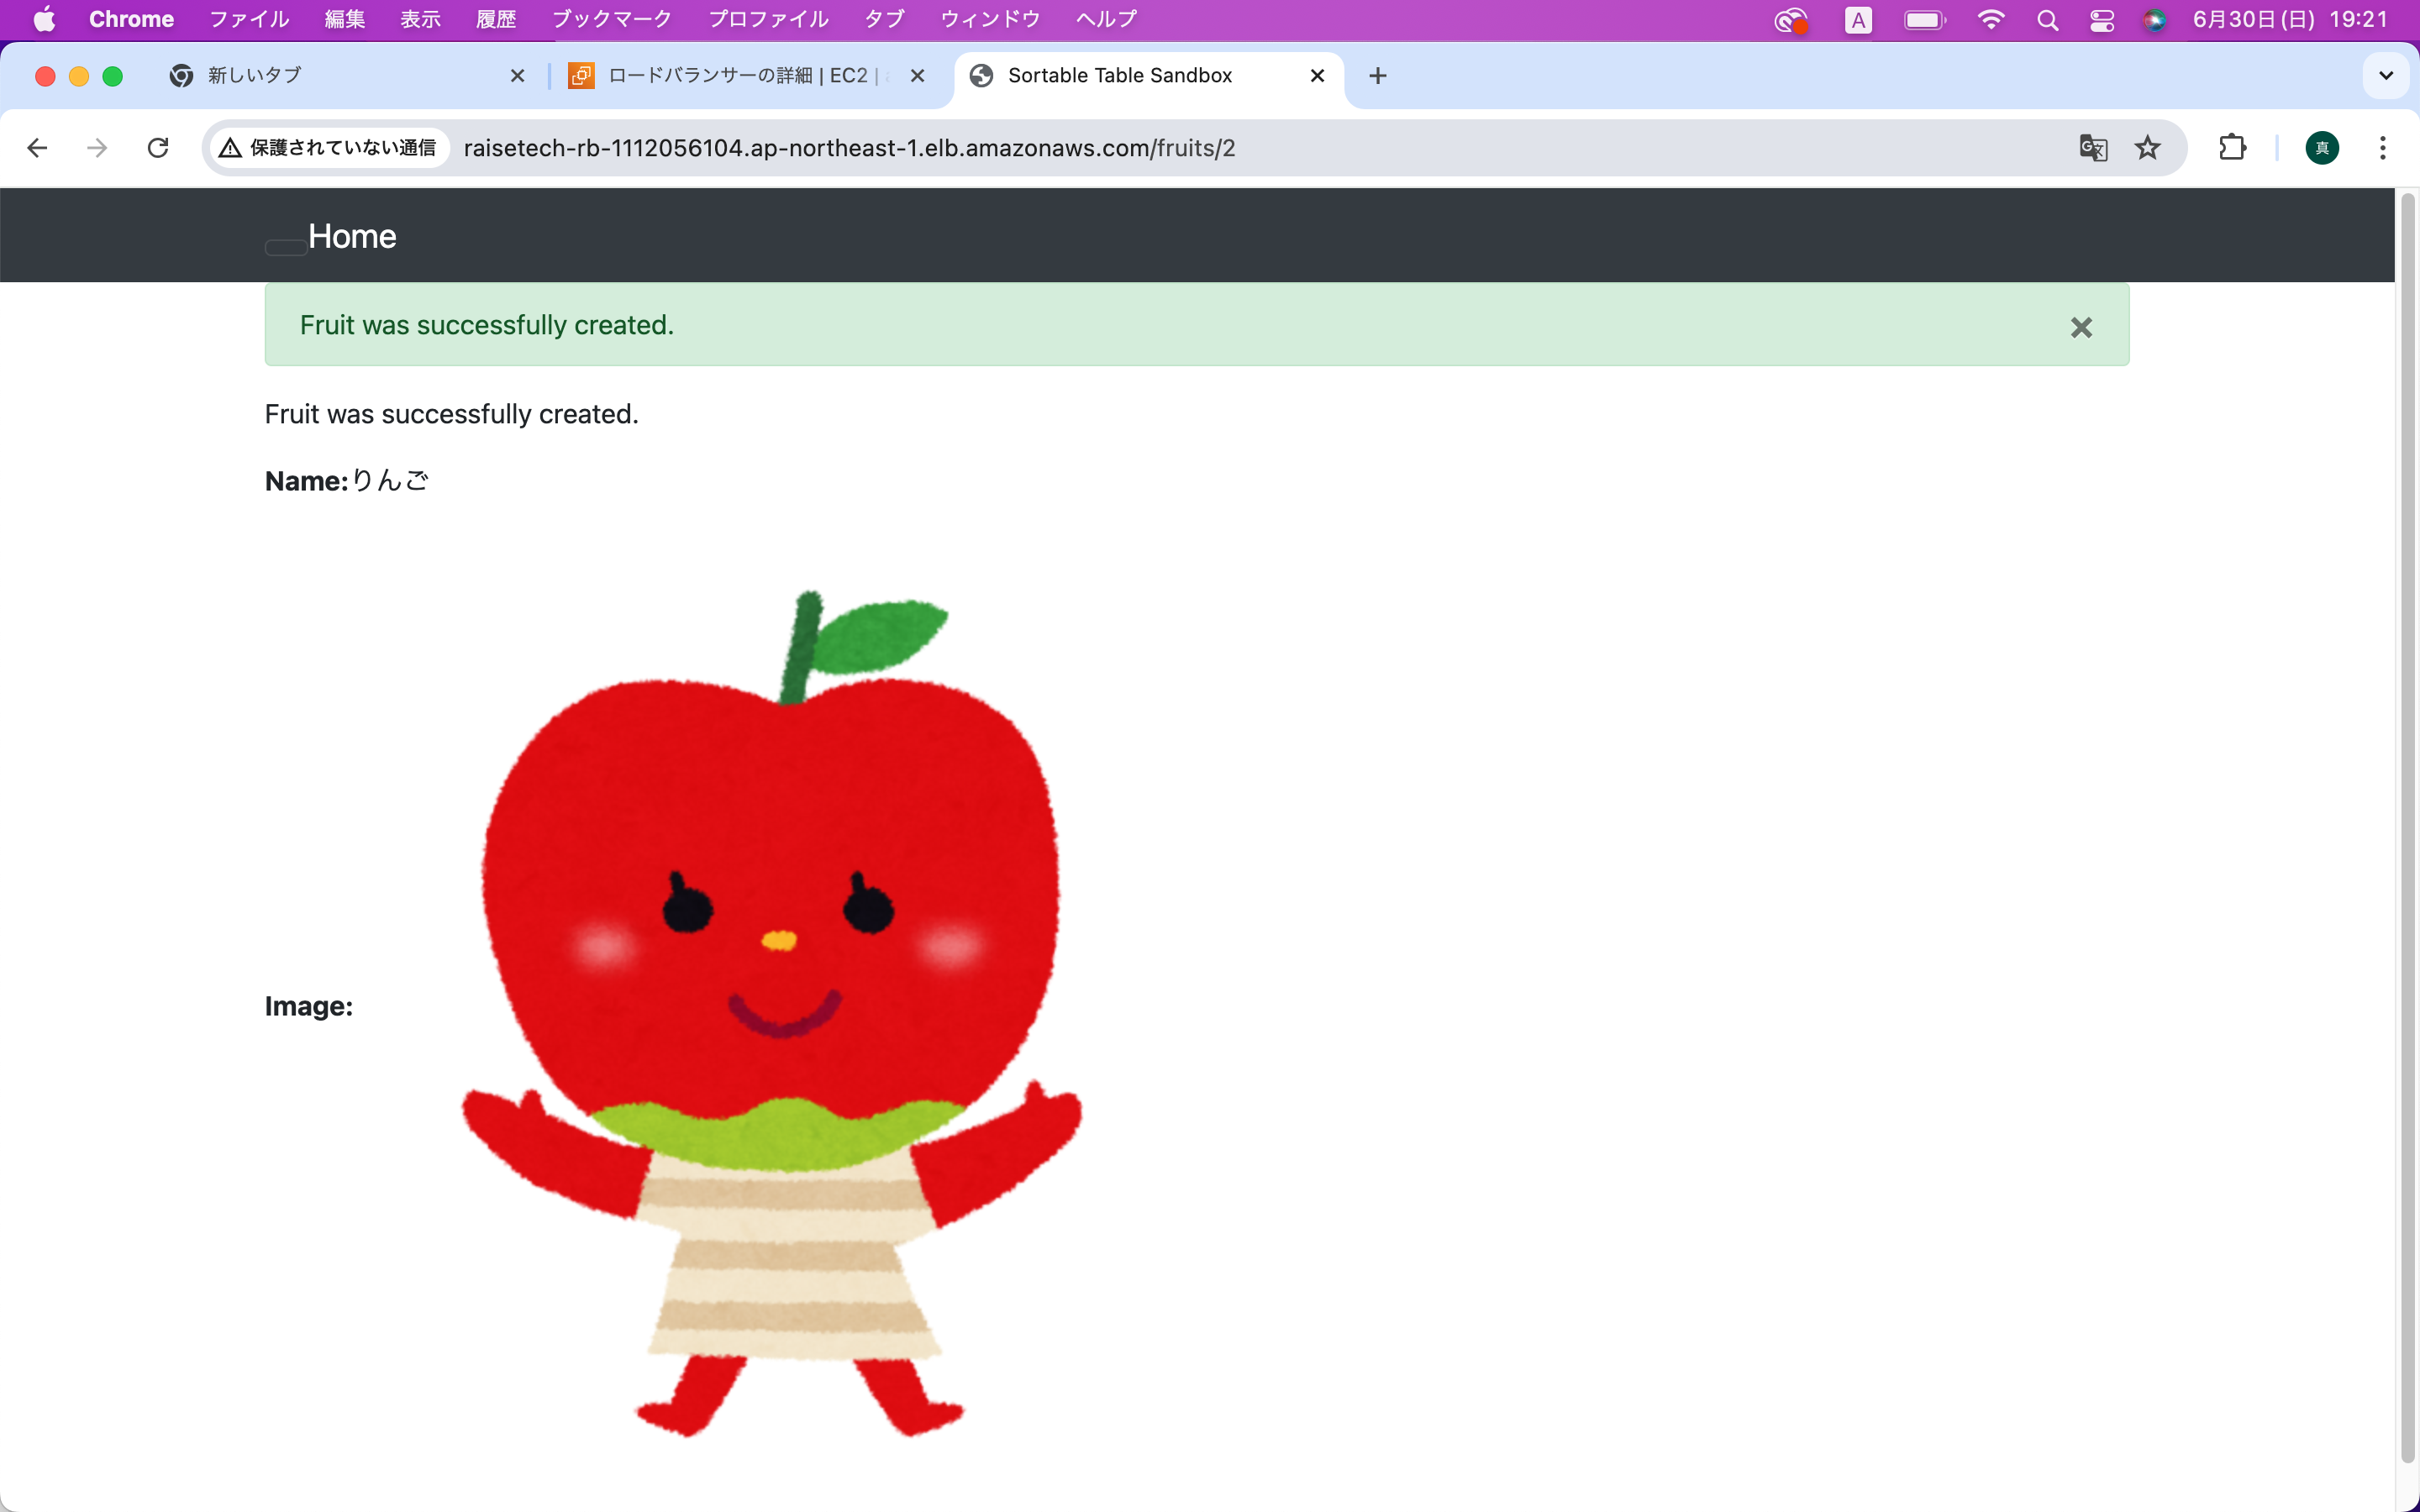 Chrome ファイル 編集 表示 履歴 ブックマーク プロファイル タブ ウィンドウ ヘルプ A 6月30日(日) 19:21
新しいタブ ロードバランサーの詳細 | EC2 | Sortable Table Sandbox
保護されていない通信 raisetech-rb-1112056104.ap-northeast-1.elb.amazonaws.com/fruits/2 真
Home
Fruit was successfully created.
Fruit was successfully created.
Name:りんご
Image: